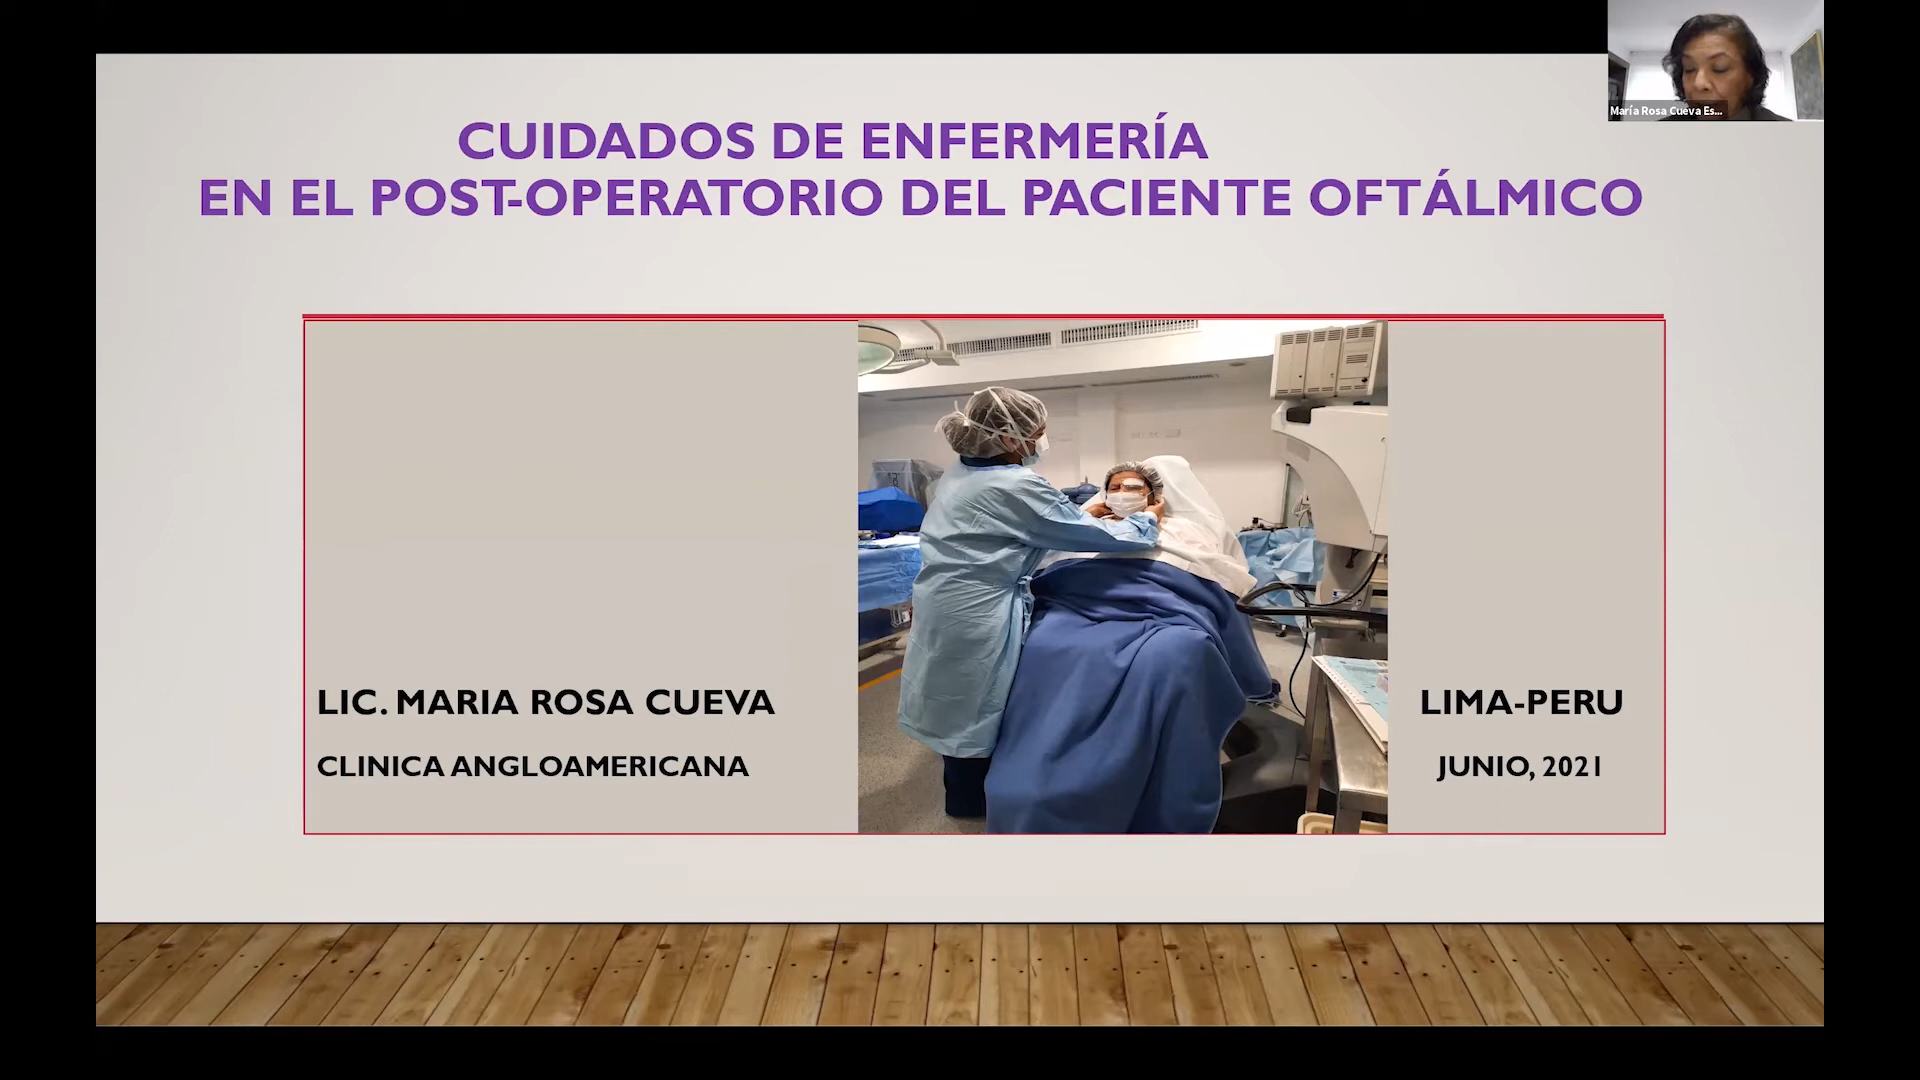 CUIDADOS DE ENFERMERÍA
EN EL POST-OPERATORIO DEL PACIENTE OFTÁLMICO
María Rosa Cueva Es...
LIC. MARIA ROSA CUEVA
CLINICA ANGLOAMERICANA
LIMA-PERU
JUNIO, 2021